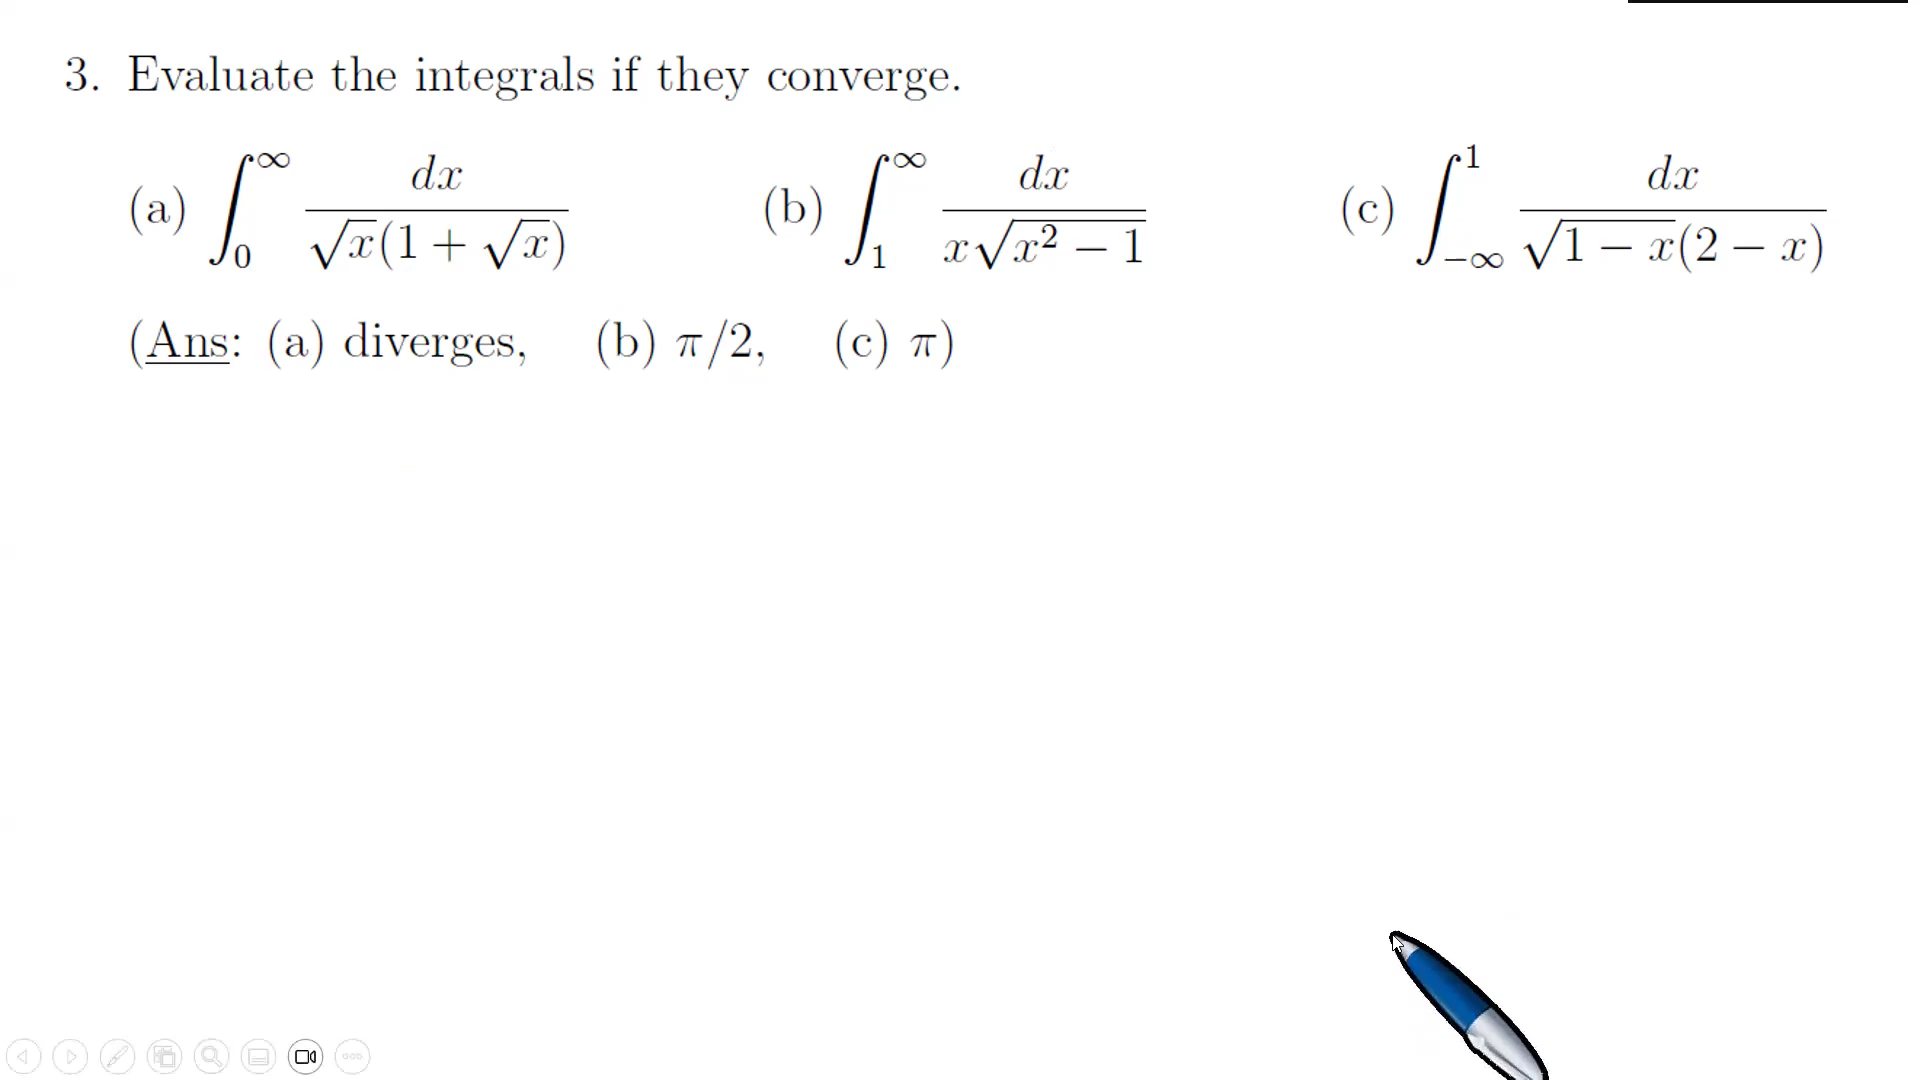 3. Evaluate the integrals if they converge.
(a) ∫₀^∞ dx / (√x(1 + √x)) (b) ∫₁^∞ dx / (x√(x² − 1)) (c) ∫_{−∞}^1 dx / (√(1 − x)(2 − x))
(Ans: (a) diverges, (b) π/2, (c) π)